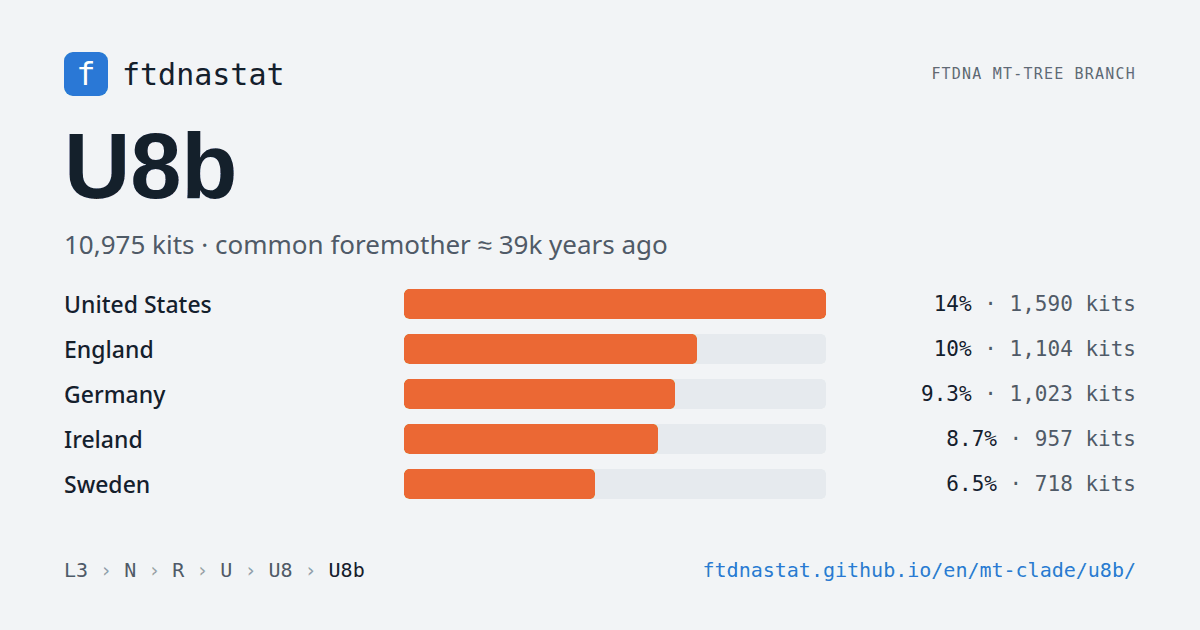 f ftdnastat
FTDNA MT-TREE BRANCH
U8b
10,975 kits · common foremother ≈ 39k years ago
United States 14% · 1,590 kits
England 10% · 1,104 kits
Germany 9.3% · 1,023 kits
Ireland 8.7% · 957 kits
Sweden 6.5% · 718 kits
L3 › N › R › U › U8 › U8b
ftdnastat.github.io/en/mt-clade/u8b/